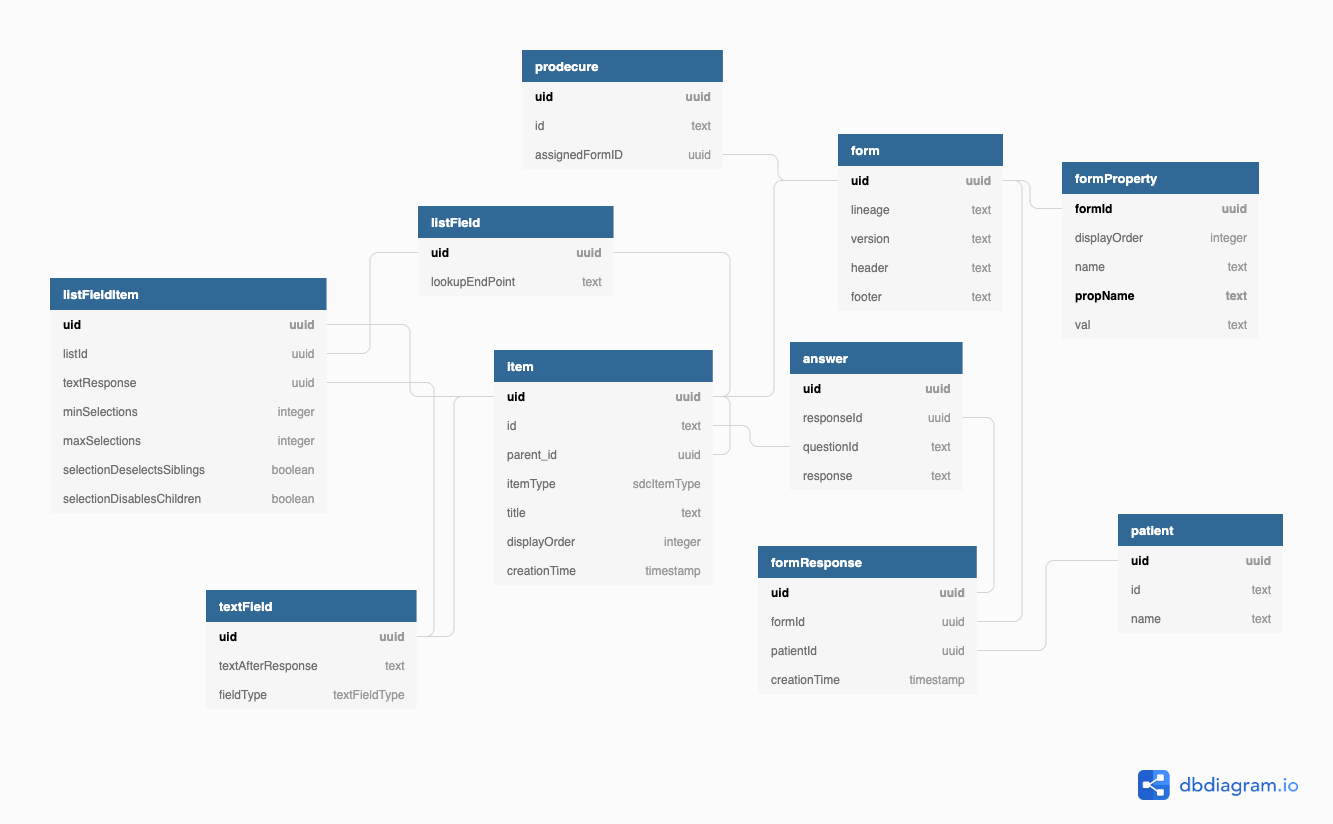 prodecure
uid uuid
id text
assignedFormID uuid
form
uid uuid
lineage text
version text
header text
footer text
formProperty
formId uuid
displayOrder integer
name text
propName text
val text
listField
uid uuid
lookupEndPoint text
listFieldItem
uid uuid
listId uuid
textResponse uuid
minSelections integer
maxSelections integer
selectionDeselectsSiblings boolean
selectionDisablesChildren boolean
item
uid uuid
id text
parent_id uuid
itemType sdcItemType
title text
displayOrder integer
creationTime timestamp
answer
uid uuid
responseId uuid
questionId text
response text
patient
uid uuid
id text
name text
formResponse
uid uuid
formId uuid
patientId uuid
creationTime timestamp
textField
uid uuid
textAfterResponse text
fieldType textFieldType
dbdiagram.io